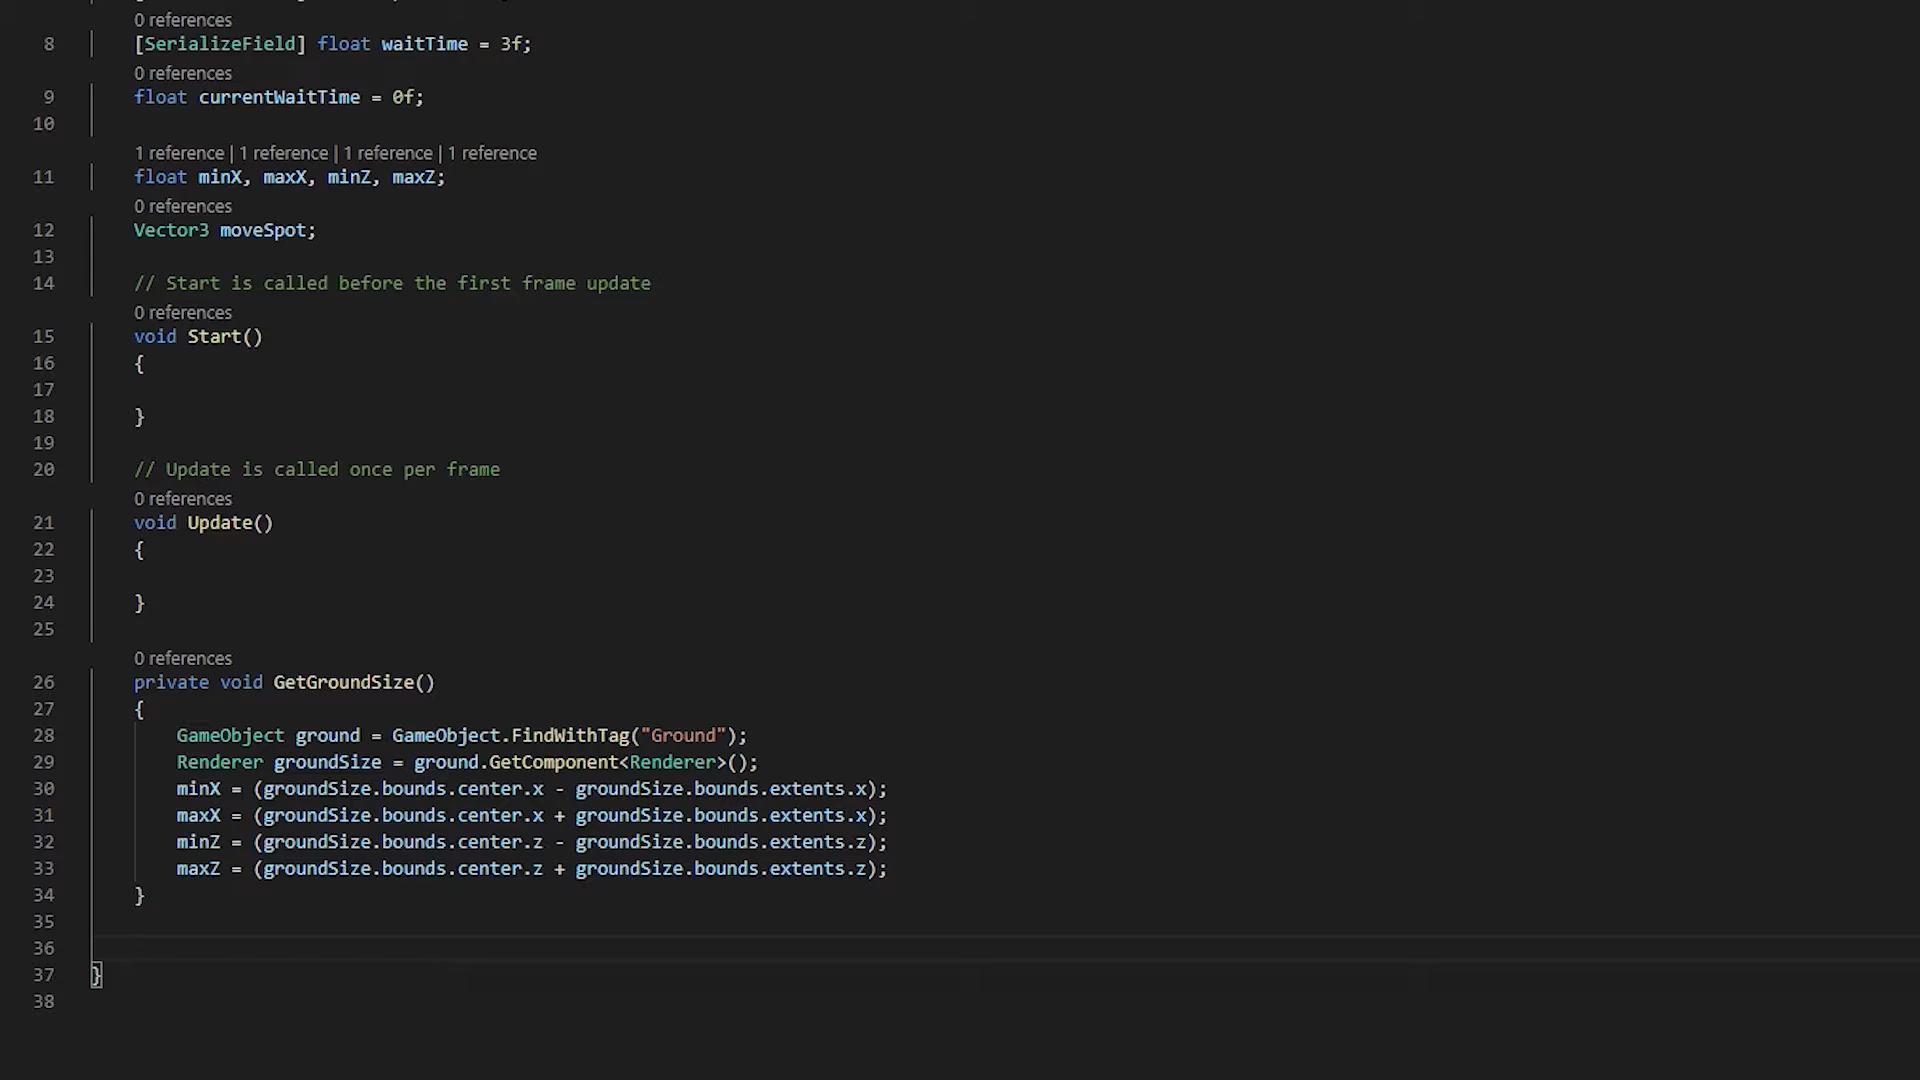 0 references
8 [SerializeField] float waitTime = 3f;
0 references
9 float currentWaitTime = 0f;
10
1 reference | 1 reference | 1 reference | 1 reference
11 float minX, maxX, minZ, maxZ;
0 references
12 Vector3 moveSpot;
13
14 // Start is called before the first frame update
0 references
15 void Start()
16 {
17
18 }
19
20 // Update is called once per frame
0 references
21 void Update()
22 {
23
24 }
25
0 references
26 private void GetGroundSize()
27 {
28 GameObject ground = GameObject.FindWithTag("Ground");
29 Renderer groundSize = ground.GetComponent<Renderer>();
30 minX = (groundSize.bounds.center.x - groundSize.bounds.extents.x);
31 maxX = (groundSize.bounds.center.x + groundSize.bounds.extents.x);
32 minZ = (groundSize.bounds.center.z - groundSize.bounds.extents.z);
33 maxZ = (groundSize.bounds.center.z + groundSize.bounds.extents.z);
34 }
35
36
37 }
38